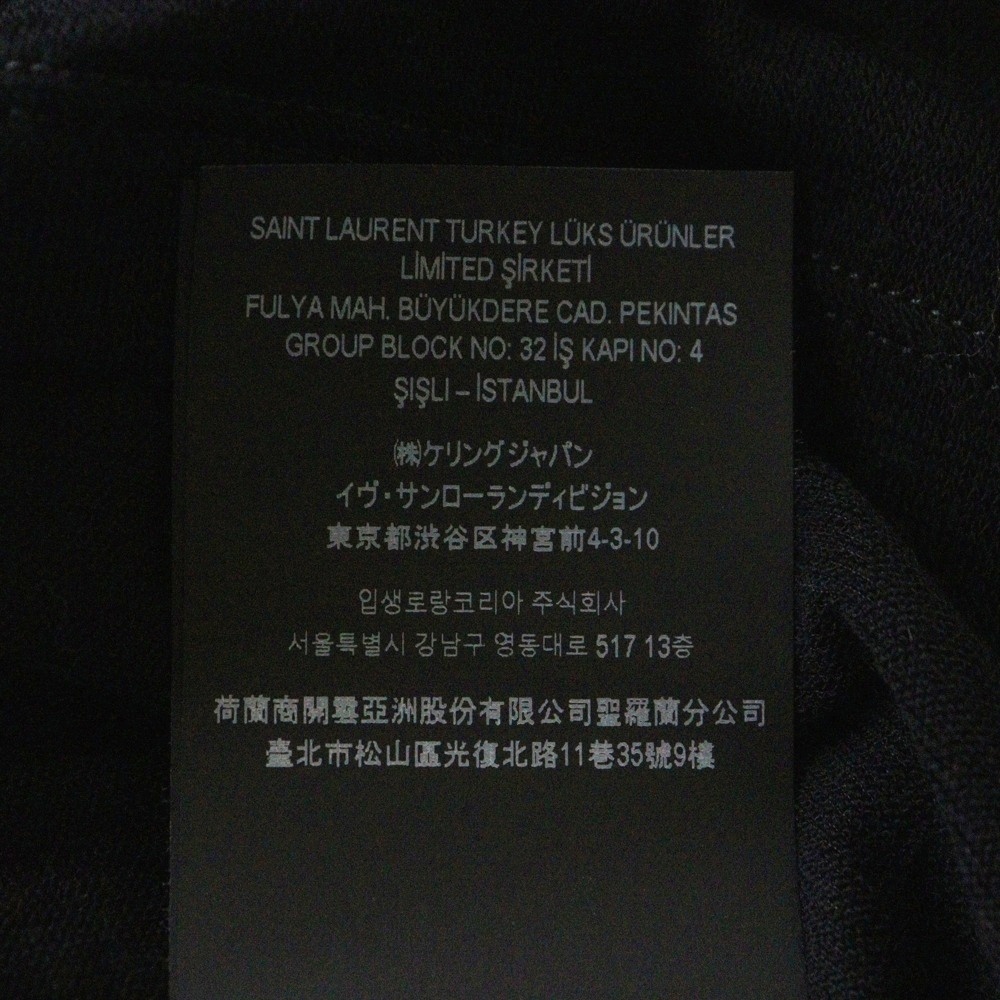 SAINT LAURENT TURKEY LÜKS ÜRÜNLER
LİMİTED ŞİRKETİ
FULYA MAH. BÜYÜKDERE CAD. PEKINTAS
GROUP BLOCK NO: 32 İŞ KAPI NO: 4
ŞIŞLI – İSTANBUL
㈱ケリングジャパン
イヴ・サンローランディビジョン
東京都渋谷区神宮前4-3-10
입생로랑코리아 주식회사
서울특별시 강남구 영동대로 517 13층
荷蘭商開雲亞洲股份有限公司聖羅蘭分公司
臺北市松山區光復北路11巷35號9樓